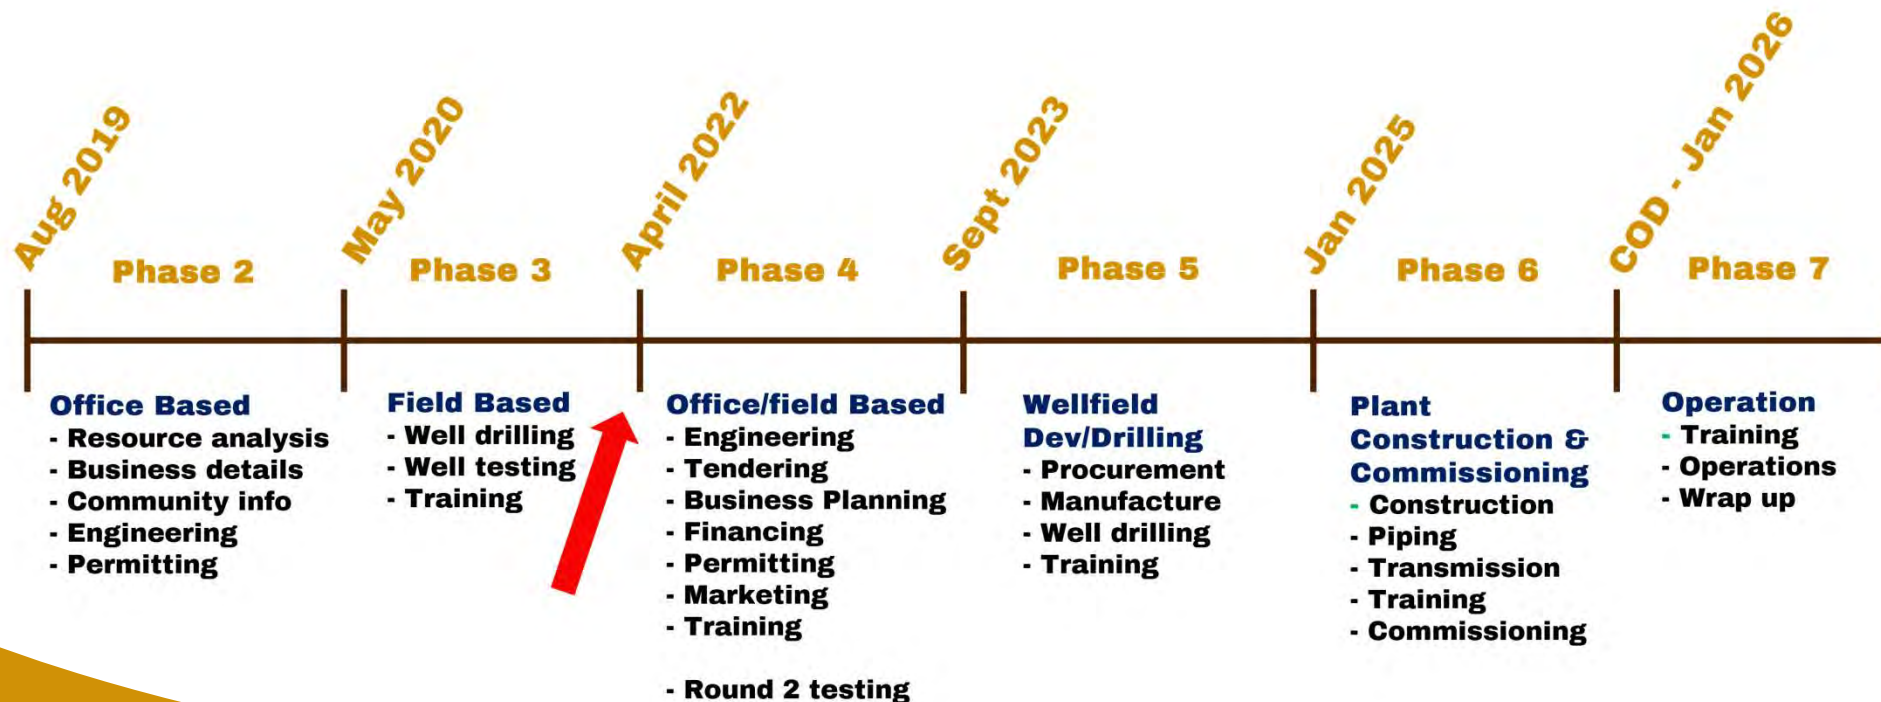 Aug 2019
May 2020
April 2022
Sept 2023
Jan 2025
COD - Jan 2026
Phase 2
Phase 3
Phase 4
Phase 5
Phase 6
Phase 7
Office Based
- Resource analysis
- Business details
- Community info
- Engineering
- Permitting
Field Based
- Well drilling
- Well testing
- Training
Office/field Based
- Engineering
- Tendering
- Business Planning
- Financing
- Permitting
- Marketing
- Training
- Round 2 testing
Wellfield
Dev/Drilling
- Procurement
- Manufacture
- Well drilling
- Training
Plant
Construction &
Commissioning
- Construction
- Piping
- Transmission
- Training
- Commissioning
Operation
- Training
- Operations
- Wrap up